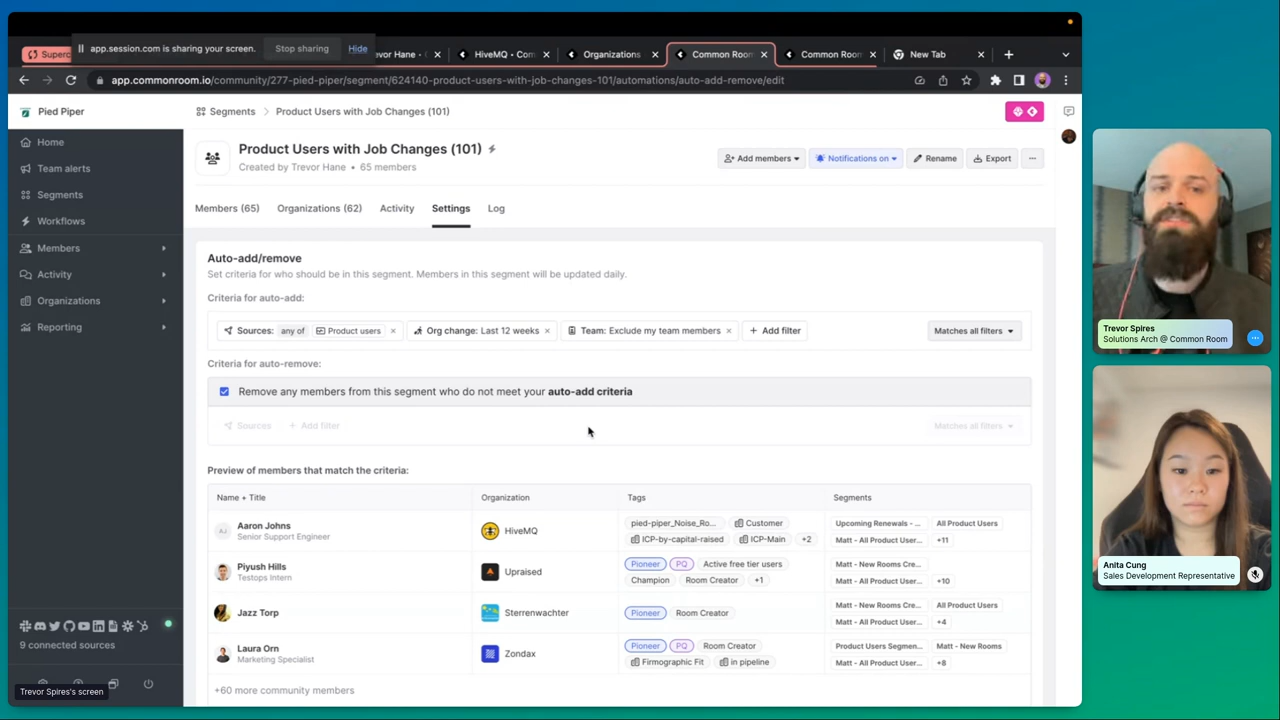 Superc
app.session.com is sharing your screen.
Stop sharing
Hide
evor Hane -
HiveMQ • Com
Organizations
Common Room
Common Room
New Tab
app.commonroom.io/community/277-pied-piper/segment/624140-product-users-with-job-changes-101/automations/auto-add-remove/edit
Pied Piper
Segments
Product Users with Job Changes (101)
Home
Team alerts
Segments
Workflows
Members
Activity
Organizations
Reporting
9 connected sources
Product Users with Job Changes (101)
Created by Trevor Hane • 65 members
Add members
Notifications on
Rename
Export
Members (65)
Organizations (62)
Activity
Settings
Log
Auto-add/remove
Set criteria for who should be in this segment. Members in this segment will be updated daily.
Criteria for auto-add:
Sources: any of Product users
Org change: Last 12 weeks
Team: Exclude my team members
Add filter
Matches all filters
Criteria for auto-remove:
Remove any members from this segment who do not meet your auto-add criteria
Sources
Add filter
Matches all filters
Preview of members that match the criteria:
Name + Title
Organization
Tags
Segments
AJ
Aaron Johns
Senior Support Engineer
HiveMQ
pied-piper_Noise_Ro...
Customer
ICP-by-capital-raised
ICP-Main
+2
Upcoming Renewals - ...
All Product Users
Matt - All Product User...
+11
Piyush Hills
Testops Intern
Upraised
Pioneer
PQ
Active free tier users
Champion
Room Creator
+1
Matt - New Rooms Cre...
Matt - All Product User...
+10
Jazz Torp
Sterrenwachter
Pioneer
Room Creator
Matt - New Rooms Cre...
All Product Users
Matt - All Product User...
+4
Laura Orn
Marketing Specialist
Zondax
Pioneer
PQ
Room Creator
Firmographic Fit
in pipeline
Product Users Segmen...
Matt - New Rooms
Matt - All Product User...
+8
+60 more community members
Trevor Spires's screen
Trevor Spires
Solutions Arch @ Common Room
Anita Cung
Sales Development Representative